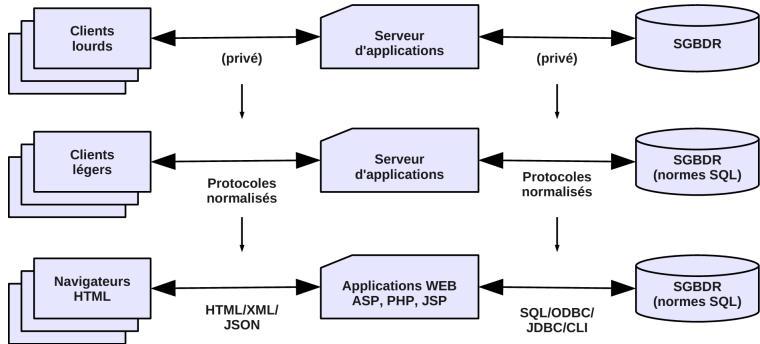 Clients
lourds
(privé)
Serveur
d'applications
(privé)
SGBDR
Clients
légers
Protocoles
normalisés
Serveur
d'applications
Protocoles
normalisés
SGBDR
(normes SQL)
Navigateurs
HTML
HTML/XML/
JSON
Applications WEB
ASP, PHP, JSP
SQL/ODBC/
JDBC/CLI
SGBDR
(normes SQL)